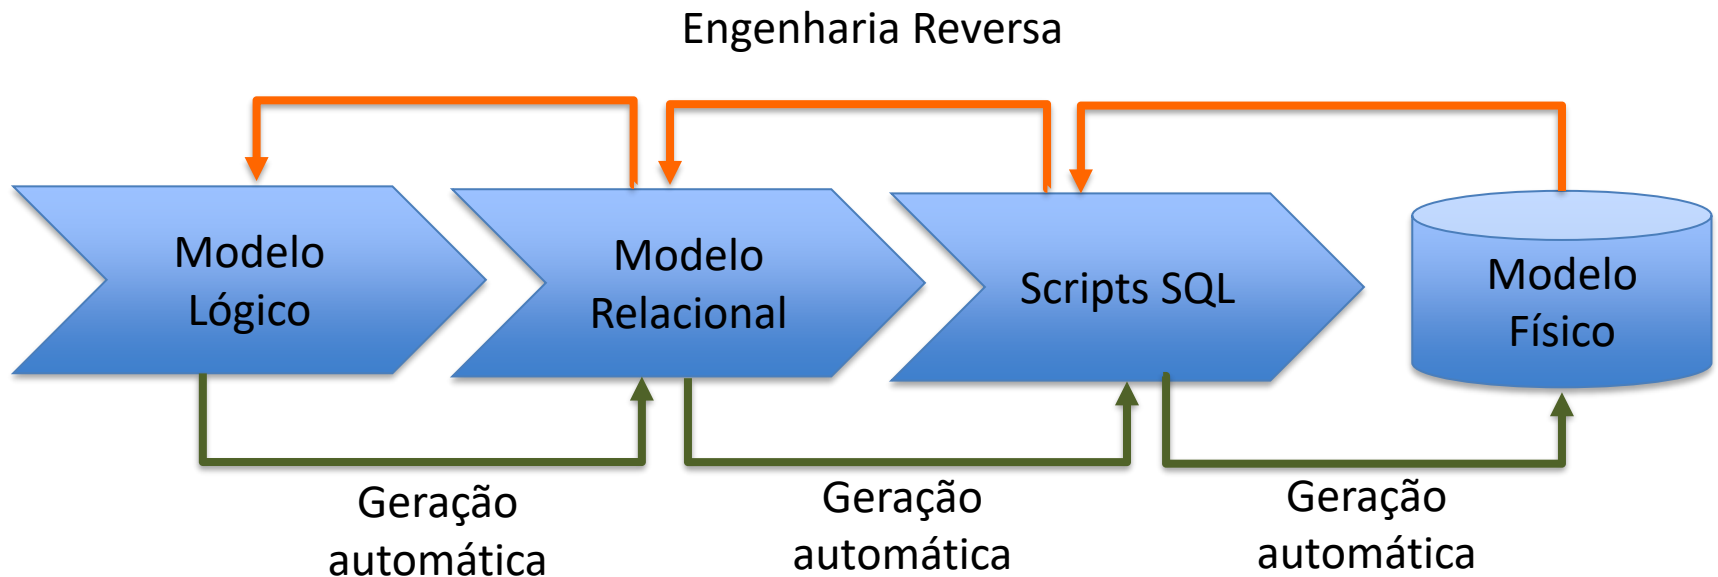 Engenharia Reversa
Modelo
Lógico
Modelo
Relacional
Scripts SQL
Modelo
Físico
Geração
automática
Geração
automática
Geração
automática